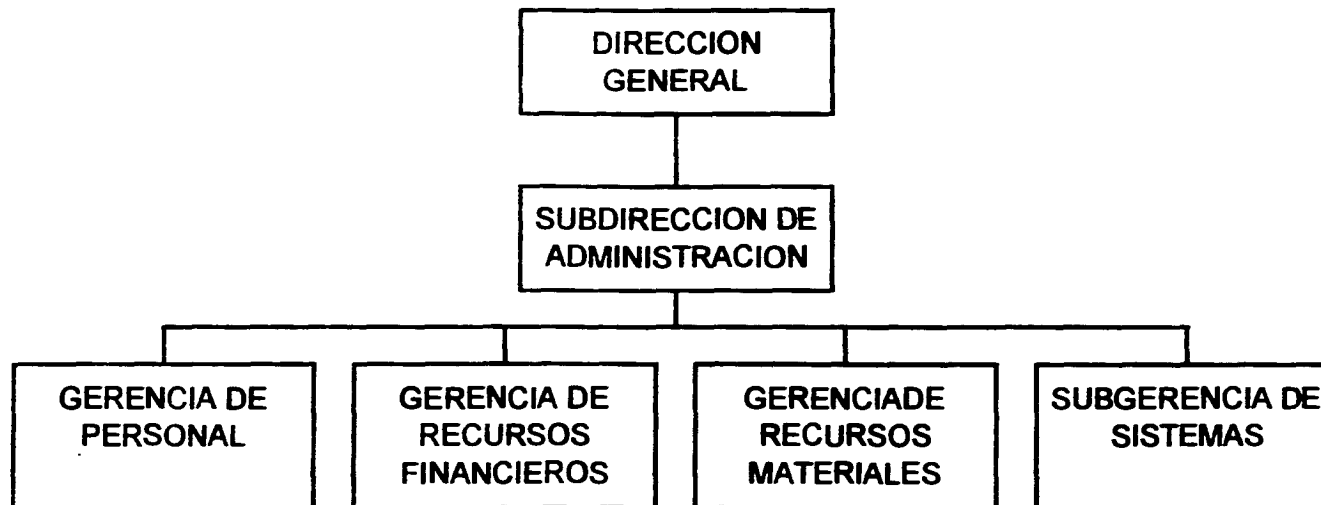 DIRECCION
GENERAL
SUBDIRECCION DE
ADMINISTRACION
GERENCIA DE
PERSONAL
GERENCIA DE
RECURSOS
FINANCIEROS
GERENCIADE
RECURSOS
MATERIALES
SUBGERENCIA DE
SISTEMAS